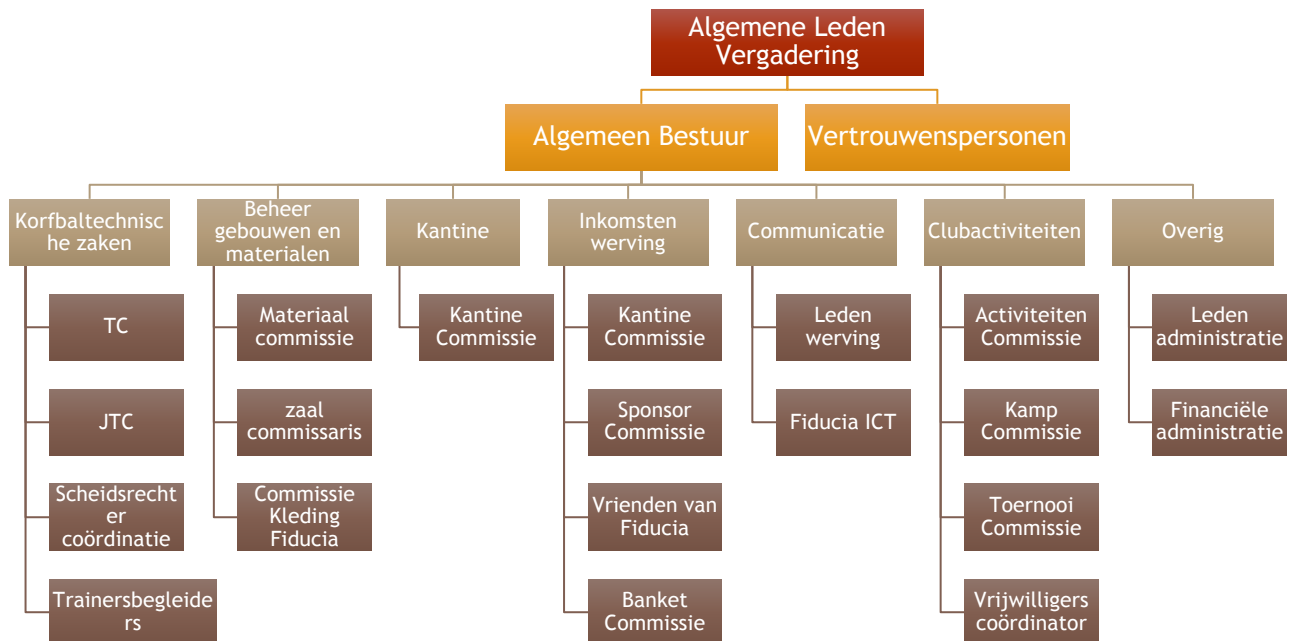 Algemene Leden
Vergadering
Algemeen Bestuur
Vertrouwenspersonen
Korfbaltechnisc
he zaken
Beheer
gebouwen en
materialen
Kantine
Inkomsten
werving
Communicatie
Clubactiviteiten
Overig
TC
JTC
Scheidsrecht
er
coördinatie
Trainersbegleide
rs
Materiaal
commissie
zaal
commissaris
Commissie
Kleding
Fiducia
Kantine
Commissie
Kantine
Commissie
Sponsor
Commissie
Vrienden van
Fiducia
Banket
Commissie
Leden
werving
Fiducia ICT
Activiteiten
Commissie
Kamp
Commissie
Toernooi
Commissie
Vrijwilligers
coördinator
Leden
administratie
Financiële
administratie